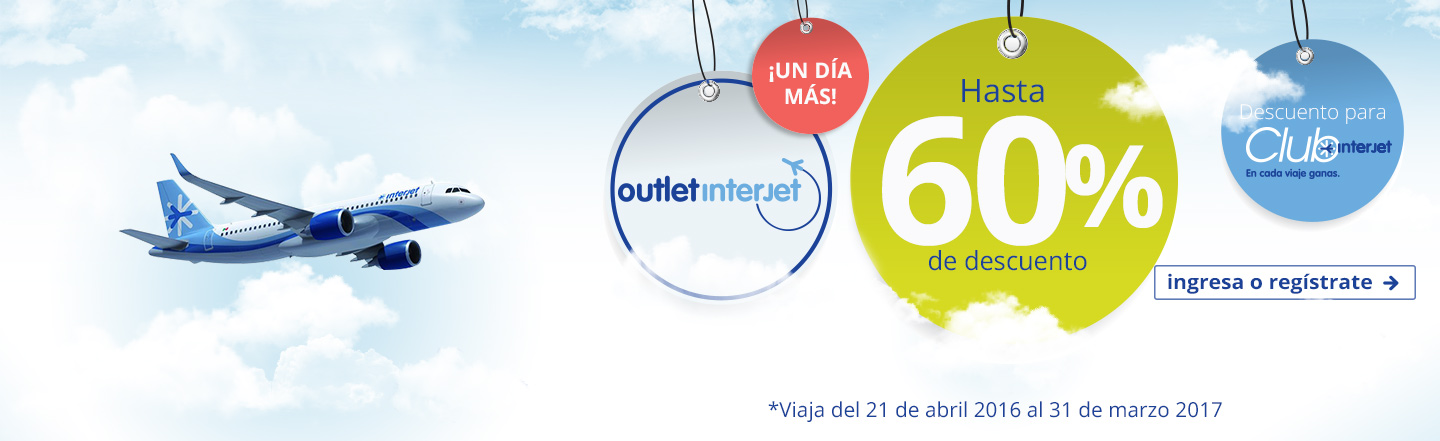 interjet
outletinterjet
¡UN DÍA
MÁS!
Hasta
60%
de descuento
Descuento para
Club interjet
En cada viaje ganas.
ingresa o regístrate
*Viaja del 21 de abril 2016 al 31 de marzo 2017